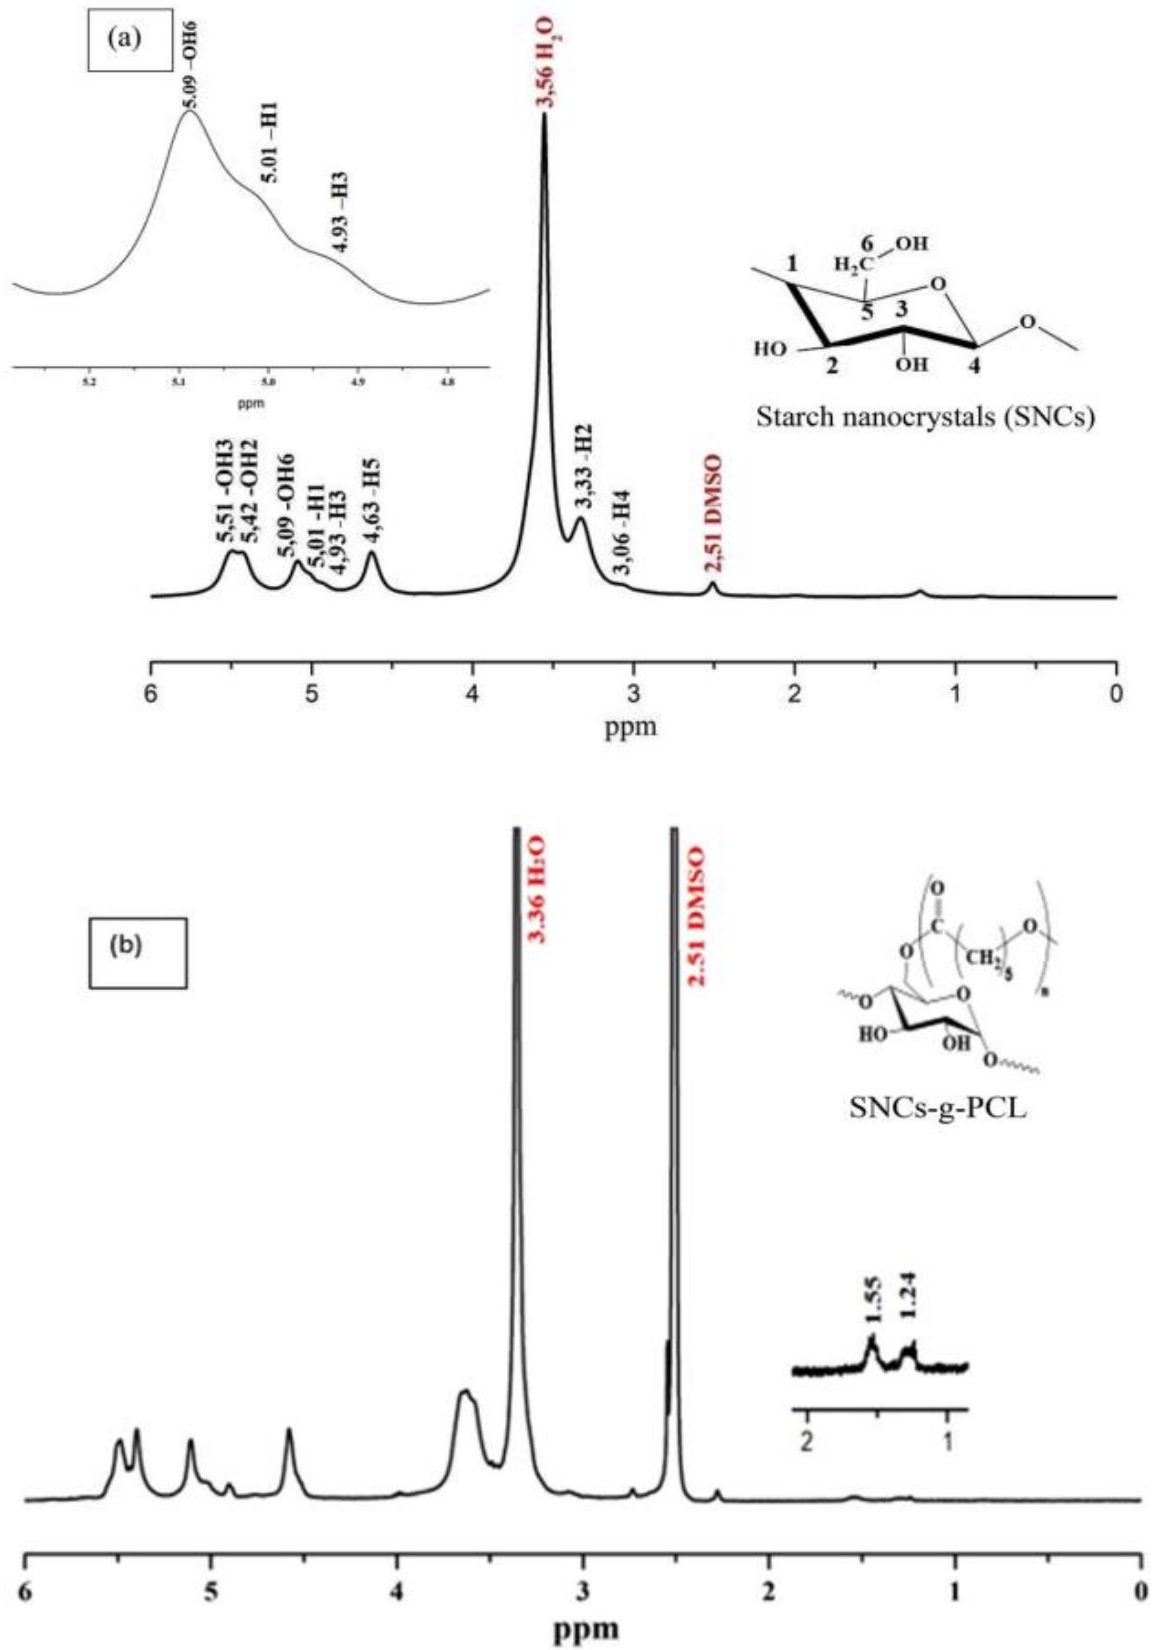 (a)
5.09 –OH6
5.01 –H1
4.93 –H3
5.2 5.1 5.0 4.9 4.8
ppm
3,56 H₂O
5,51 -OH3
5,42 -OH2
5,09 -OH6
5,01 -H1
4,93 -H3
4,63 -H5
3,33 -H2
3,06 -H4
2,51 DMSO
6 OH
H₂C
1
O
5 3
O
HO
2 OH 4
Starch nanocrystals (SNCs)
6 5 4 3 2 1 0
ppm
(b)
3.36 H₂O
2.51 DMSO
O
C O
O
CH₂ 5
n
O
O
HO
OH
O
SNCs-g-PCL
1.55
1.24
2 1
6 5 4 3 2 1 0
ppm